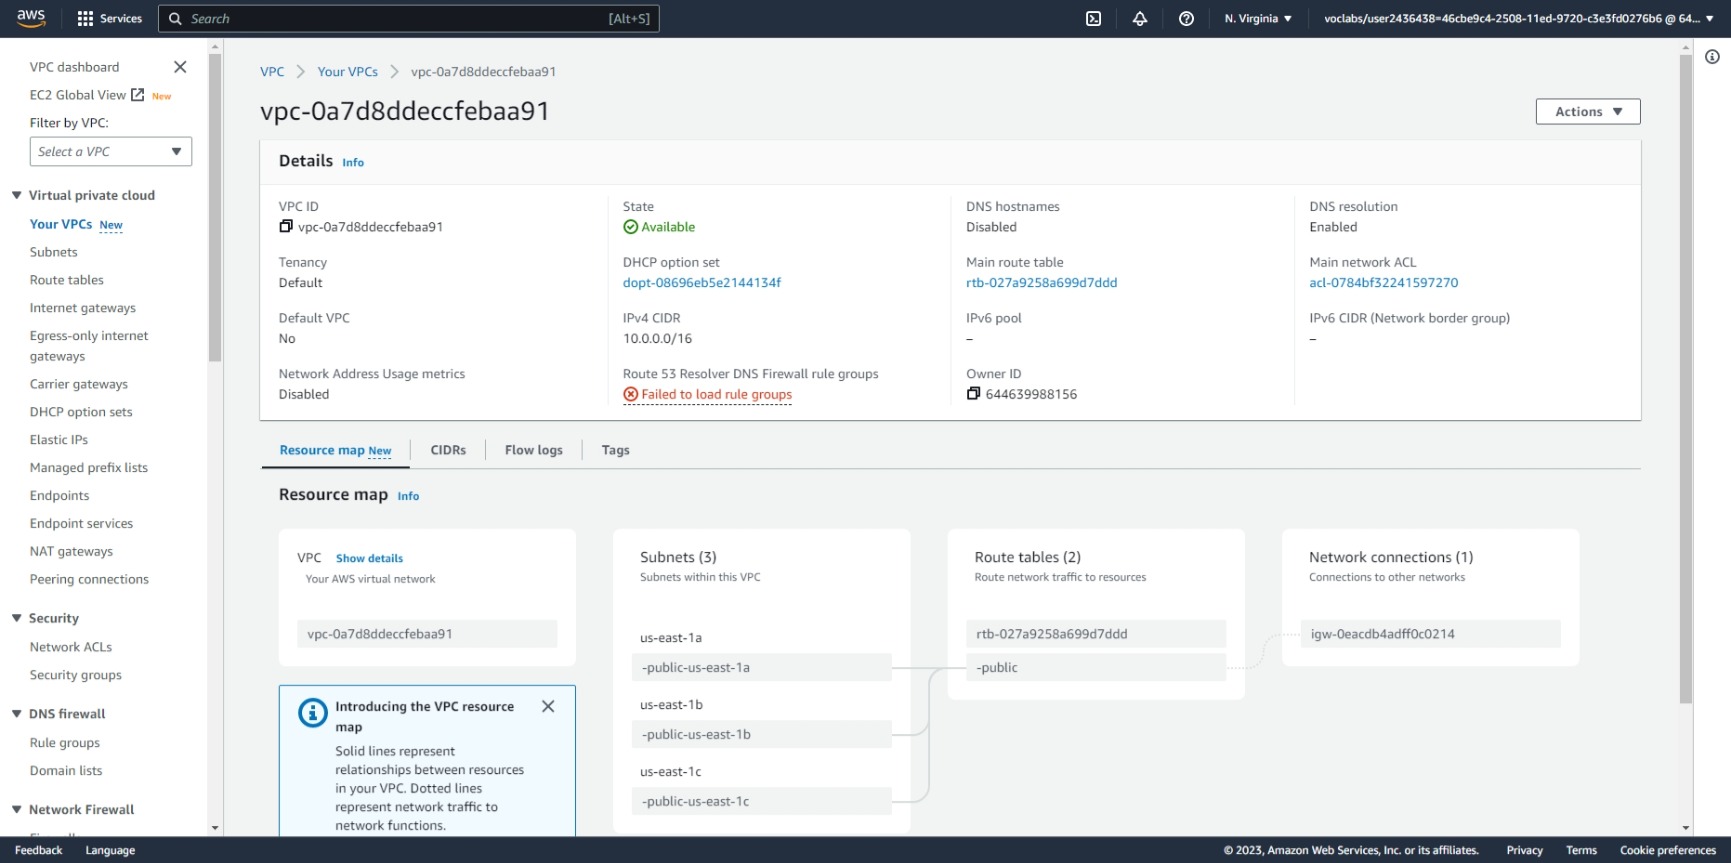 aws
Services
Search
[Alt+S]
N. Virginia
voclabs/user2436438=46cbe9c4-2508-11ed-9720-c3e3fd0276b6 @ 64...
VPC dashboard
EC2 Global View New
Filter by VPC:
Select a VPC
Virtual private cloud
Your VPCs New
Subnets
Route tables
Internet gateways
Egress-only internet
gateways
Carrier gateways
DHCP option sets
Elastic IPs
Managed prefix lists
Endpoints
Endpoint services
NAT gateways
Peering connections
Security
Network ACLs
Security groups
DNS firewall
Rule groups
Domain lists
Network Firewall
VPC
Your VPCs
vpc-0a7d8ddeccfebaa91
vpc-0a7d8ddeccfebaa91
Actions
Details Info
VPC ID
vpc-0a7d8ddeccfebaa91
State
Available
DNS hostnames
Disabled
DNS resolution
Enabled
Tenancy
Default
DHCP option set
dopt-08696eb5e2144134f
Main route table
rtb-027a9258a699d7ddd
Main network ACL
acl-0784bf32241597270
Default VPC
No
IPv4 CIDR
10.0.0.0/16
IPv6 pool
–
IPv6 CIDR (Network border group)
–
Network Address Usage metrics
Disabled
Route 53 Resolver DNS Firewall rule groups
Failed to load rule groups
Owner ID
644639988156
Resource map New
CIDRs
Flow logs
Tags
Resource map Info
VPC Show details
Your AWS virtual network
vpc-0a7d8ddeccfebaa91
Introducing the VPC resource
map
Solid lines represent
relationships between resources
in your VPC. Dotted lines
represent network traffic to
network functions.
Subnets (3)
Subnets within this VPC
us-east-1a
-public-us-east-1a
us-east-1b
-public-us-east-1b
us-east-1c
-public-us-east-1c
Route tables (2)
Route network traffic to resources
rtb-027a9258a699d7ddd
-public
Network connections (1)
Connections to other networks
igw-0eacdb4adff0c0214
Feedback
Language
© 2023, Amazon Web Services, Inc. or its affiliates.
Privacy
Terms
Cookie preferences